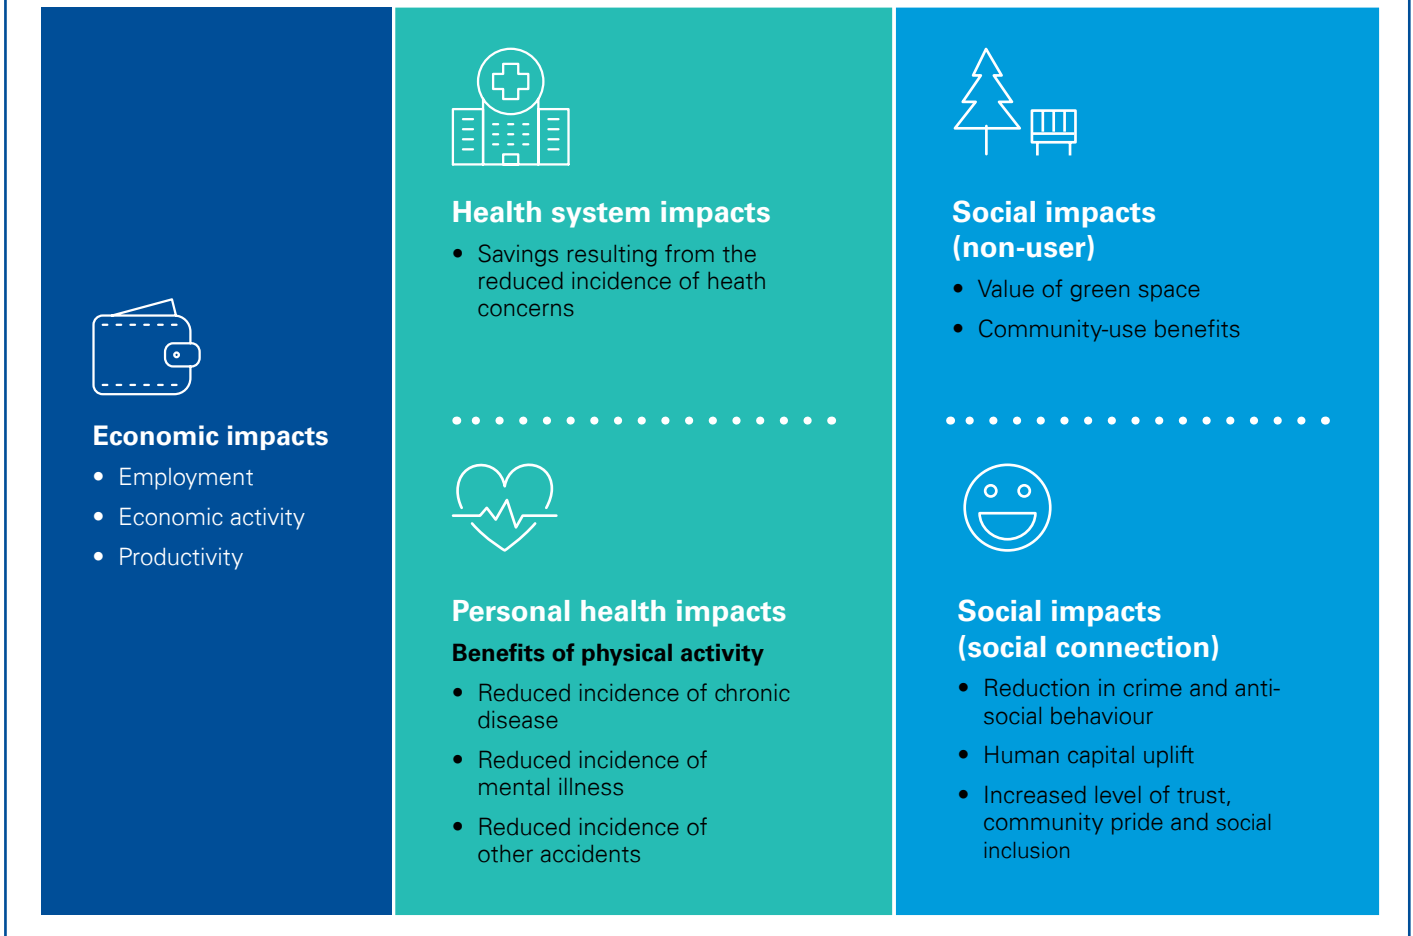 Economic impacts
• Employment
• Economic activity
• Productivity
Health system impacts
• Savings resulting from the
reduced incidence of heath
concerns
Personal health impacts
Benefits of physical activity
• Reduced incidence of chronic
disease
• Reduced incidence of
mental illness
• Reduced incidence of
other accidents
Social impacts
(non-user)
• Value of green space
• Community-use benefits
Social impacts
(social connection)
• Reduction in crime and anti-
social behaviour
• Human capital uplift
• Increased level of trust,
community pride and social
inclusion